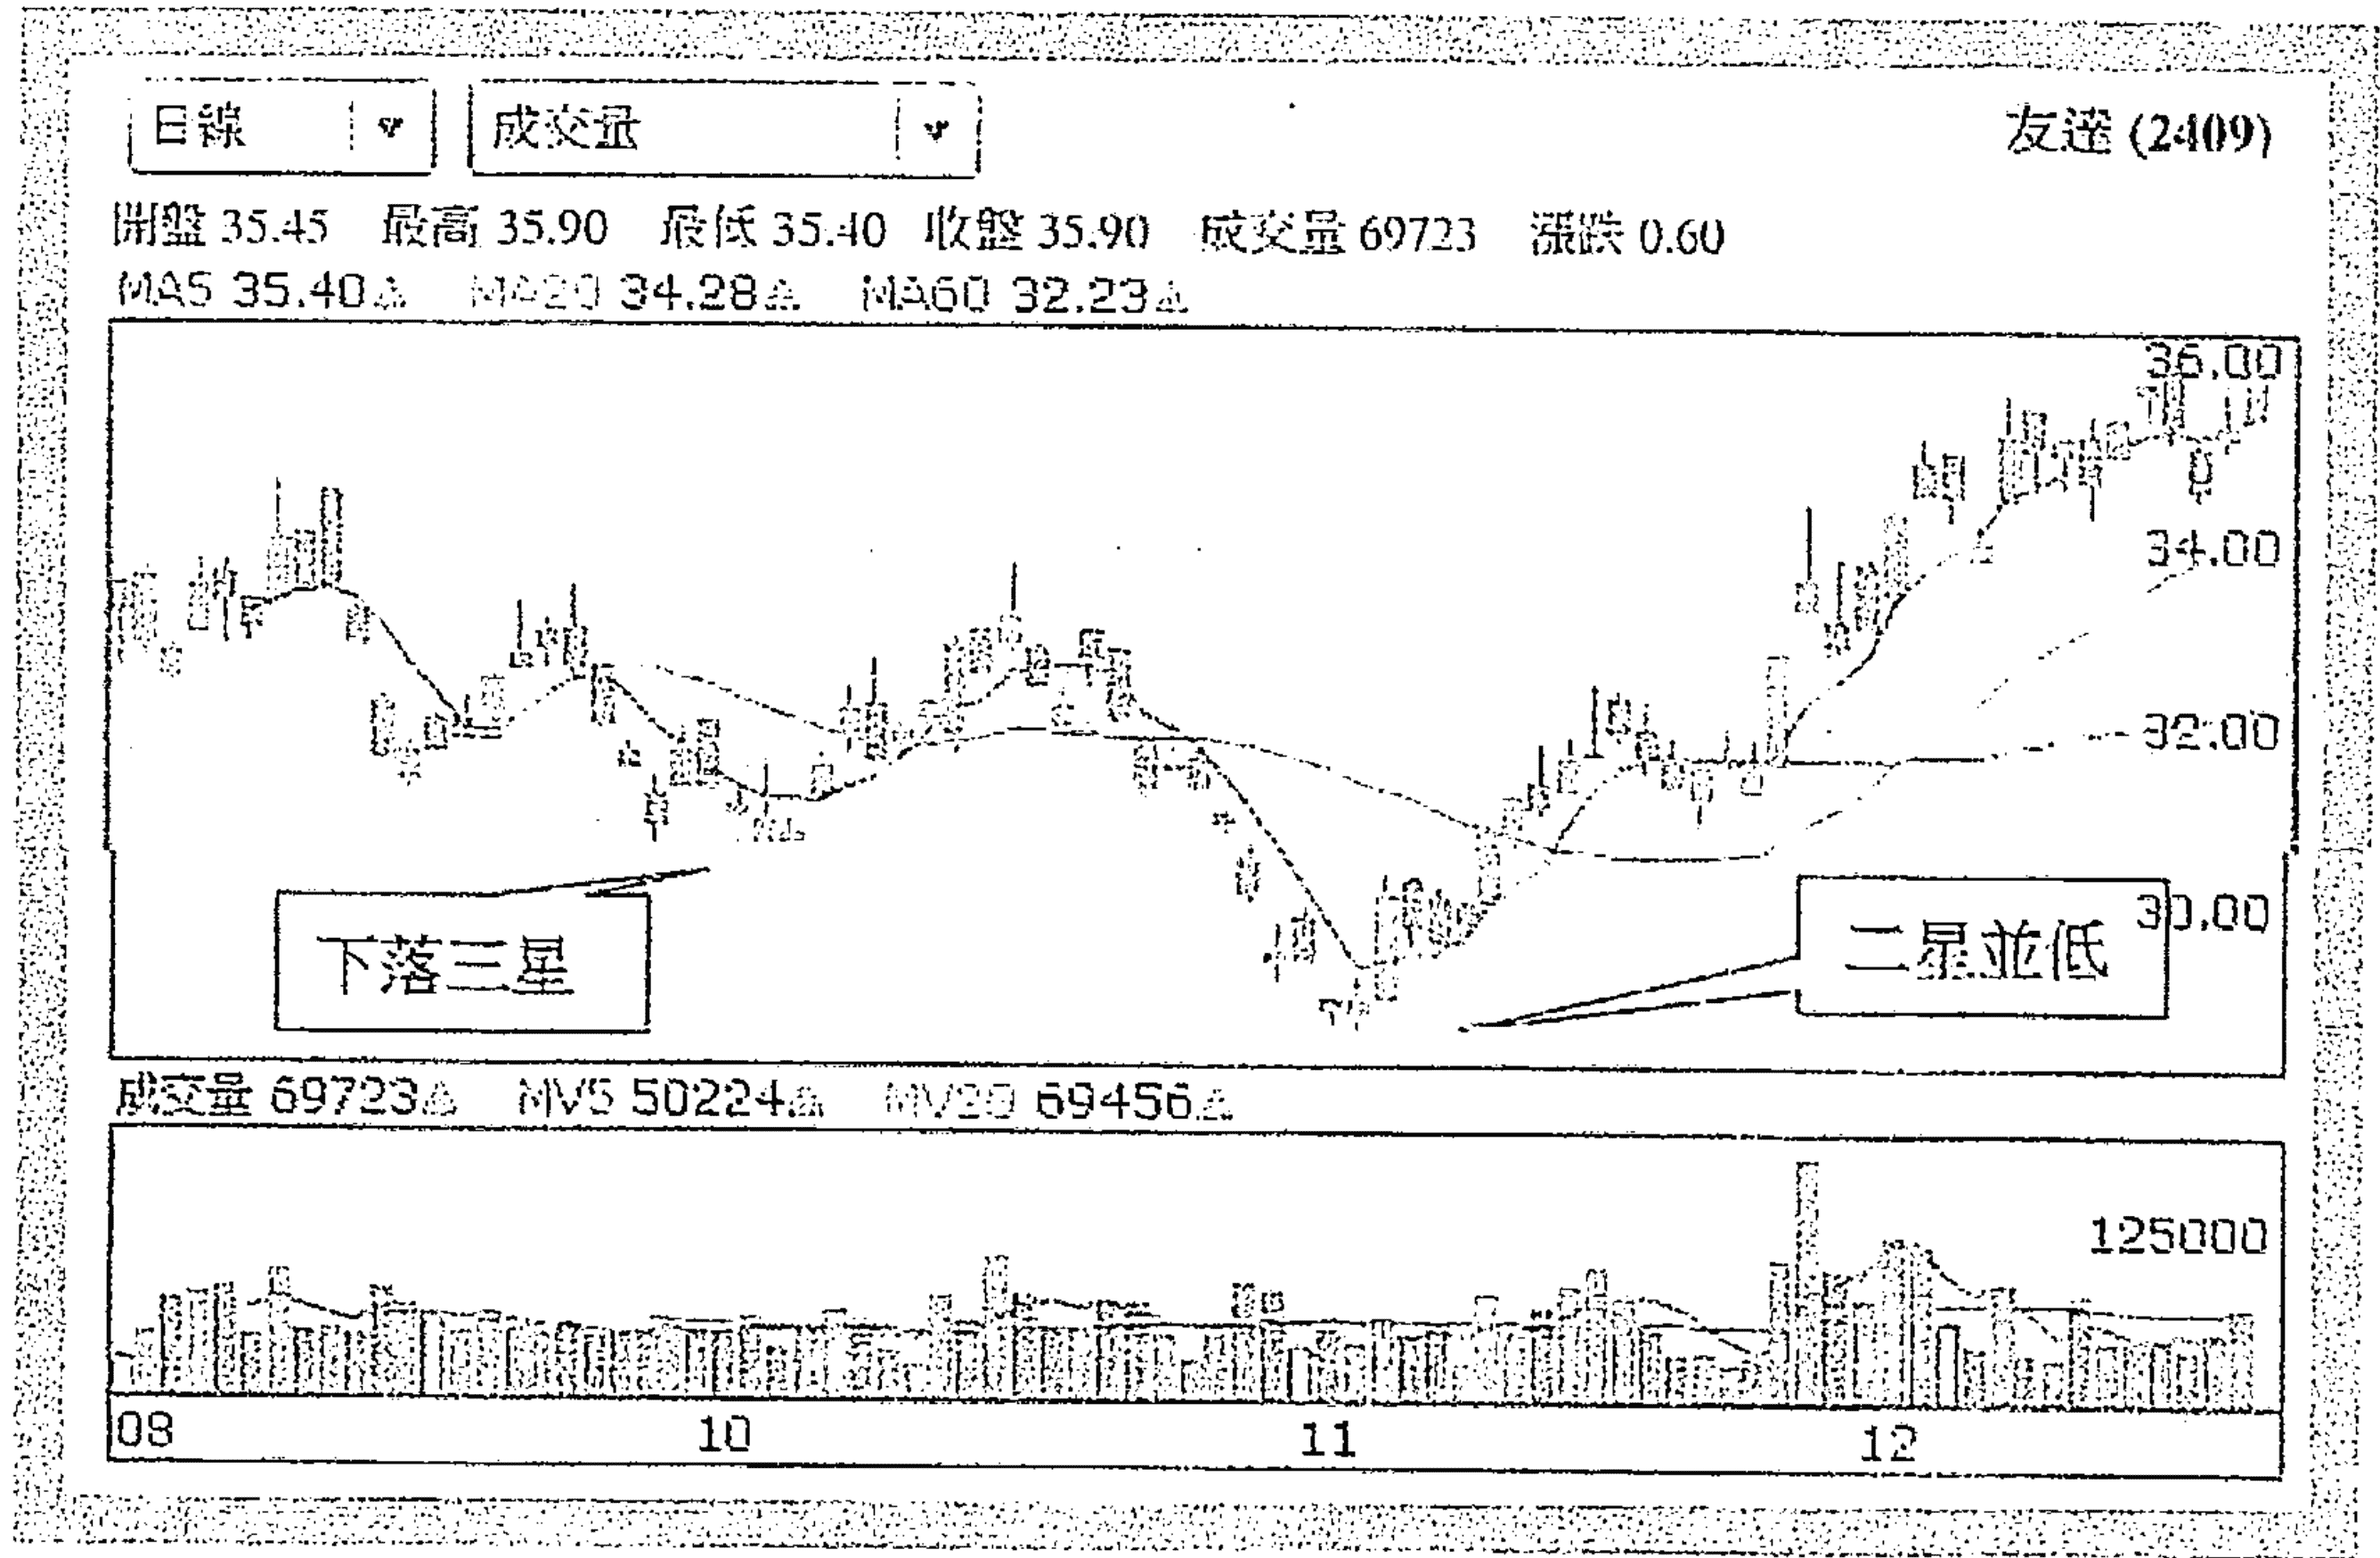 日線 成交量 友達 (2409)
開盤 35.45 最高 35.90 最低 35.40 收盤 35.90 成交量 69723 漲跌 0.60
MA5 35.40△ MA20 34.28△ MA60 32.23△
36.00
34.00
32.00
30.00
下落三星
二星並低
成交量 69723△ MV5 50224△ MV20 69456△
125000
08 10 11 12